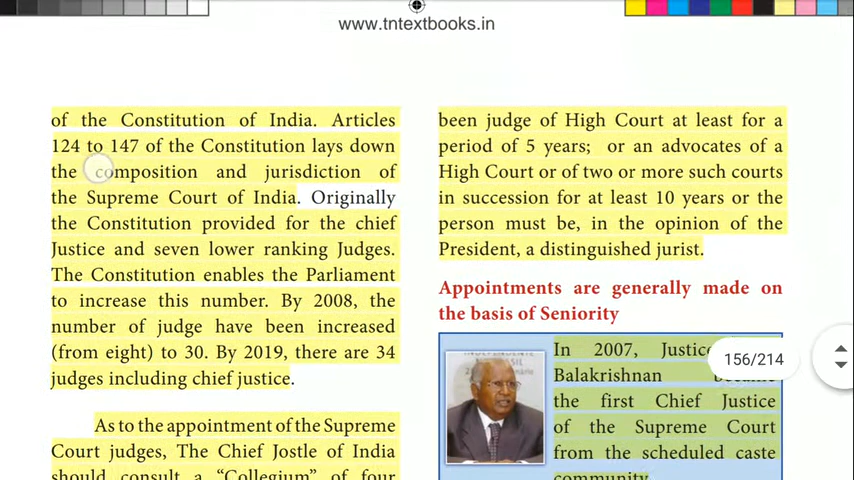 www.tntextbooks.in
of the Constitution of India. Articles
124 to 147 of the Constitution lays down
the composition and jurisdiction of
the Supreme Court of India. Originally
the Constitution provided for the chief
Justice and seven lower ranking Judges.
The Constitution enables the Parliament
to increase this number. By 2008, the
number of judge have been increased
(from eight) to 30. By 2019, there are 34
judges including chief justice.
As to the appointment of the Supreme
Court judges, The Chief Jostle of India
should consult a “Collegium” of four
been judge of High Court at least for a
period of 5 years; or an advocates of a
High Court or of two or more such courts
in succession for at least 10 years or the
person must be, in the opinion of the
President, a distinguished jurist.
Appointments are generally made on
the basis of Seniority
In 2007, Justice
Balakrishnan
the first Chief Justice
of the Supreme Court
from the scheduled caste
community
156/214